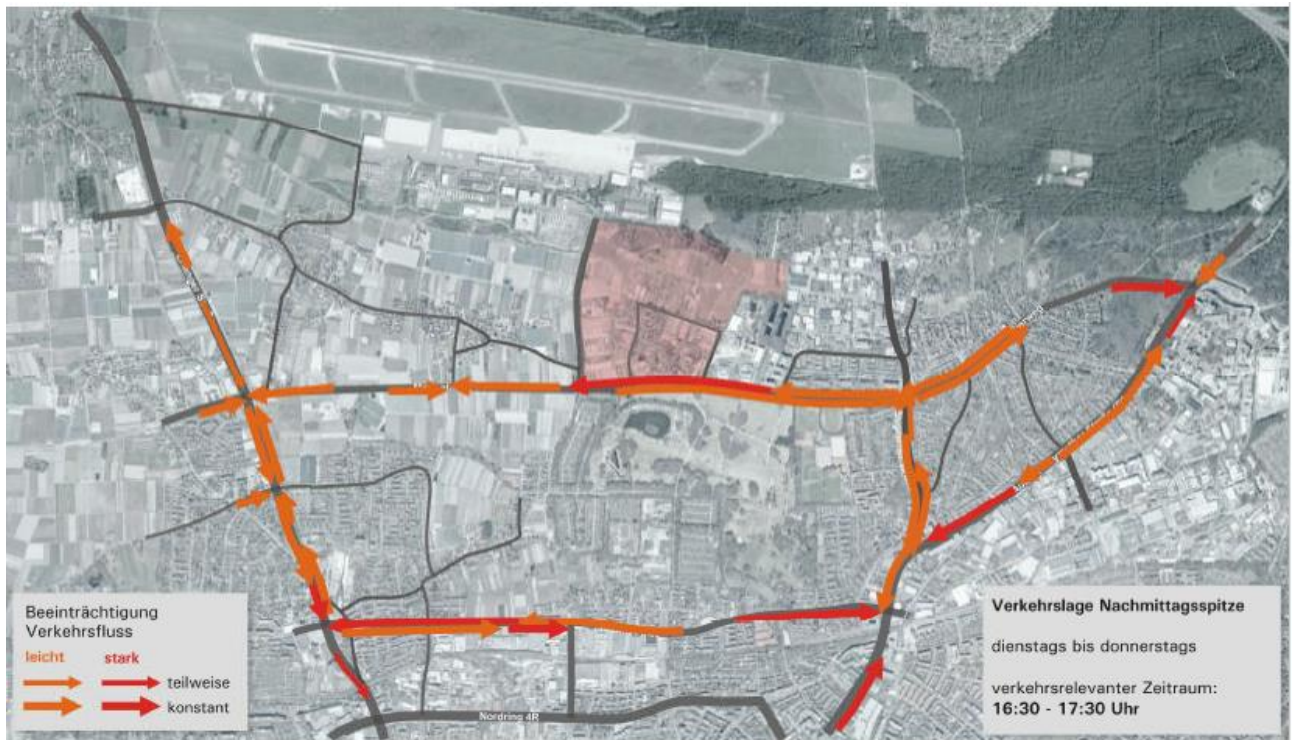 Beeinträchtigung
Verkehrsfluss
leicht stark
teilweise
konstant
Nordring 4R
Verkehrslage Nachmittagsspitze
dienstags bis donnerstags
verkehrsrelevanter Zeitraum:
16:30 - 17:30 Uhr